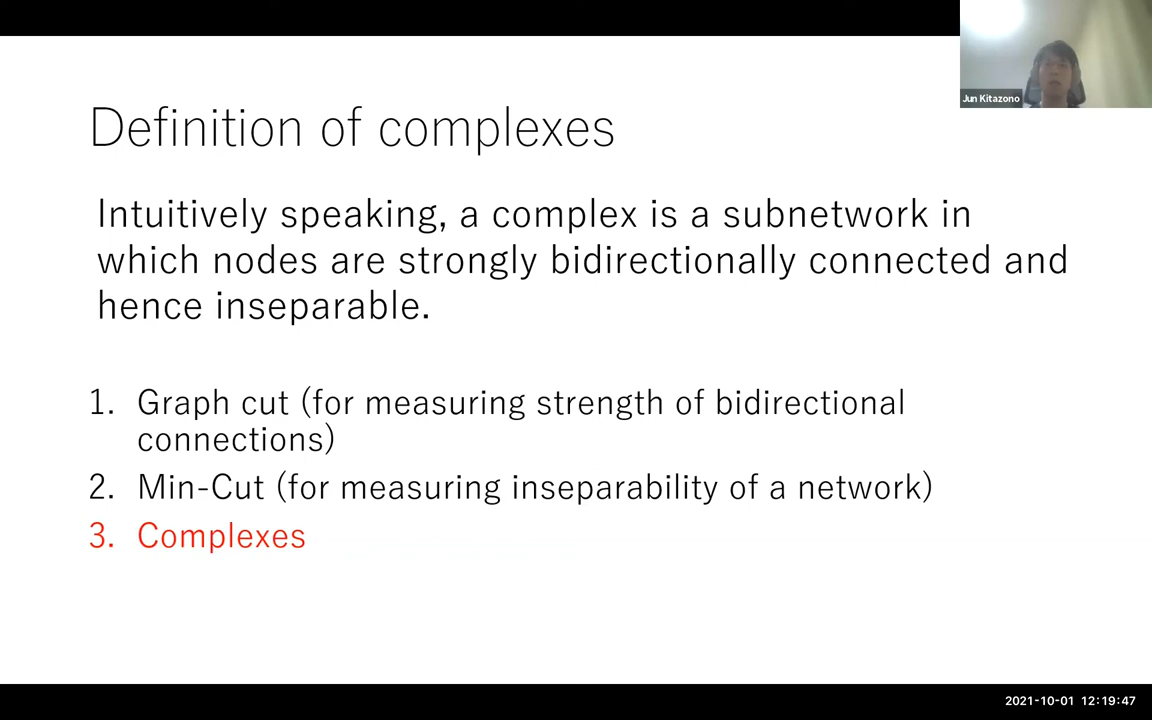 Jun Kitazono
Definition of complexes
Intuitively speaking, a complex is a subnetwork in
which nodes are strongly bidirectionally connected and
hence inseparable.
1. Graph cut (for measuring strength of bidirectional
connections)
2. Min-Cut (for measuring inseparability of a network)
3. Complexes
2021-10-01 12:19:47